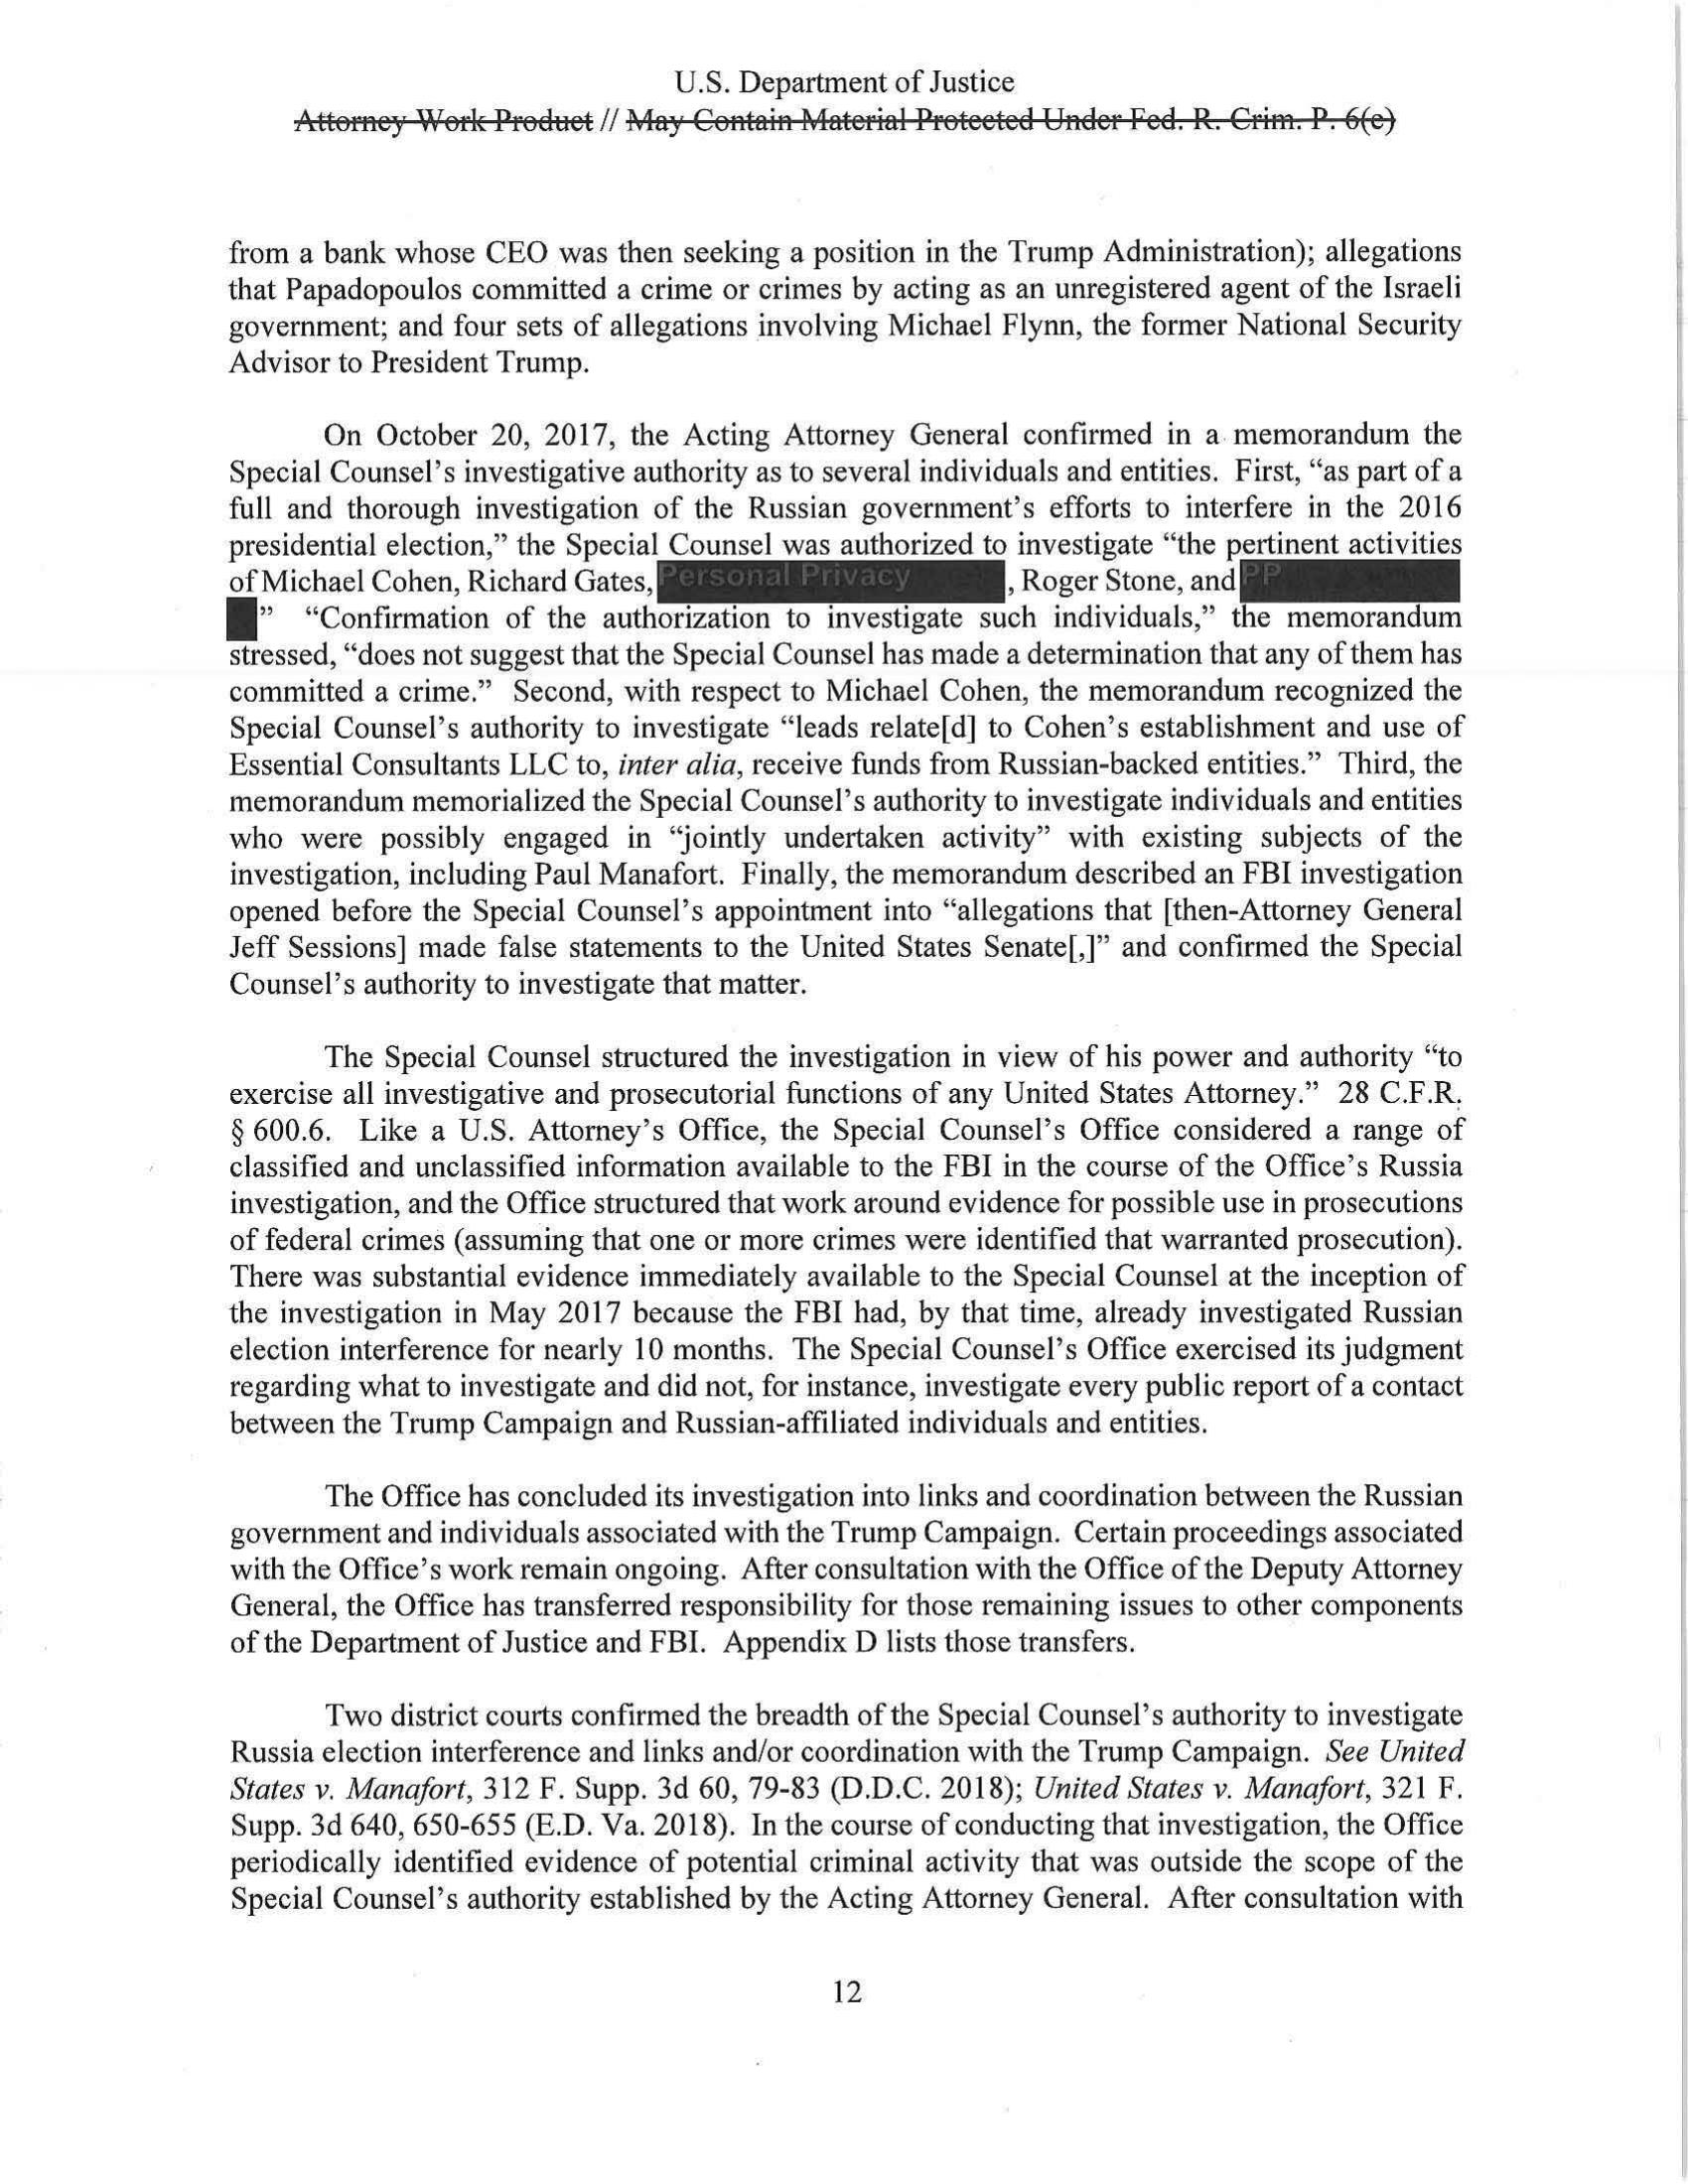 U.S. Department of Justice
Attorney Work Product // May Contain Material Protected Under Fed. R. Crim. P. 6(e)
from a bank whose CEO was then seeking a position in the Trump Administration); allegations
that Papadopoulos committed a crime or crimes by acting as an unregistered agent of the Israeli
government; and four sets of allegations involving Michael Flynn, the former National Security
Advisor to President Trump.
On October 20, 2017, the Acting Attorney General confirmed in a memorandum the
Special Counsel's investigative authority as to several individuals and entities. First, “as part of a
full and thorough investigation of the Russian government's efforts to interfere in the 2016
presidential election,” the Special Counsel was authorized to investigate “the pertinent activities
of Michael Cohen, Richard Gates, Personal Privacy, Roger Stone, and PP
” “Confirmation of the authorization to investigate such individuals,” the memorandum
stressed, “does not suggest that the Special Counsel has made a determination that any of them has
committed a crime.” Second, with respect to Michael Cohen, the memorandum recognized the
Special Counsel's authority to investigate “leads relate[d] to Cohen's establishment and use of
Essential Consultants LLC to, inter alia, receive funds from Russian-backed entities.” Third, the
memorandum memorialized the Special Counsel's authority to investigate individuals and entities
who were possibly engaged in “jointly undertaken activity” with existing subjects of the
investigation, including Paul Manafort. Finally, the memorandum described an FBI investigation
opened before the Special Counsel's appointment into “allegations that [then-Attorney General
Jeff Sessions] made false statements to the United States Senate[,]” and confirmed the Special
Counsel's authority to investigate that matter.
The Special Counsel structured the investigation in view of his power and authority “to
exercise all investigative and prosecutorial functions of any United States Attorney.” 28 C.F.R.
§ 600.6. Like a U.S. Attorney's Office, the Special Counsel's Office considered a range of
classified and unclassified information available to the FBI in the course of the Office's Russia
investigation, and the Office structured that work around evidence for possible use in prosecutions
of federal crimes (assuming that one or more crimes were identified that warranted prosecution).
There was substantial evidence immediately available to the Special Counsel at the inception of
the investigation in May 2017 because the FBI had, by that time, already investigated Russian
election interference for nearly 10 months. The Special Counsel's Office exercised its judgment
regarding what to investigate and did not, for instance, investigate every public report of a contact
between the Trump Campaign and Russian-affiliated individuals and entities.
The Office has concluded its investigation into links and coordination between the Russian
government and individuals associated with the Trump Campaign. Certain proceedings associated
with the Office's work remain ongoing. After consultation with the Office of the Deputy Attorney
General, the Office has transferred responsibility for those remaining issues to other components
of the Department of Justice and FBI. Appendix D lists those transfers.
Two district courts confirmed the breadth of the Special Counsel's authority to investigate
Russia election interference and links and/or coordination with the Trump Campaign. See United
States v. Manafort, 312 F. Supp. 3d 60, 79-83 (D.D.C. 2018); United States v. Manafort, 321 F.
Supp. 3d 640, 650-655 (E.D. Va. 2018). In the course of conducting that investigation, the Office
periodically identified evidence of potential criminal activity that was outside the scope of the
Special Counsel's authority established by the Acting Attorney General. After consultation with
12